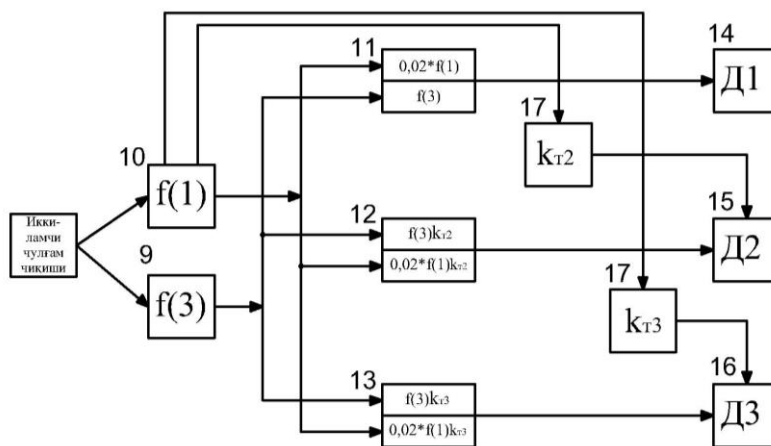 11
0,02*f(1)
f(3)
14
Д1
17
kт2
10
f(1)
Икки-
ламчи
чулғам
чиқиши
9
f(3)
12
f(3)kт2
0,02*f(1)kт2
15
Д2
17
kт3
13
f(3)kт3
0,02*f(1)kт3
16
Д3